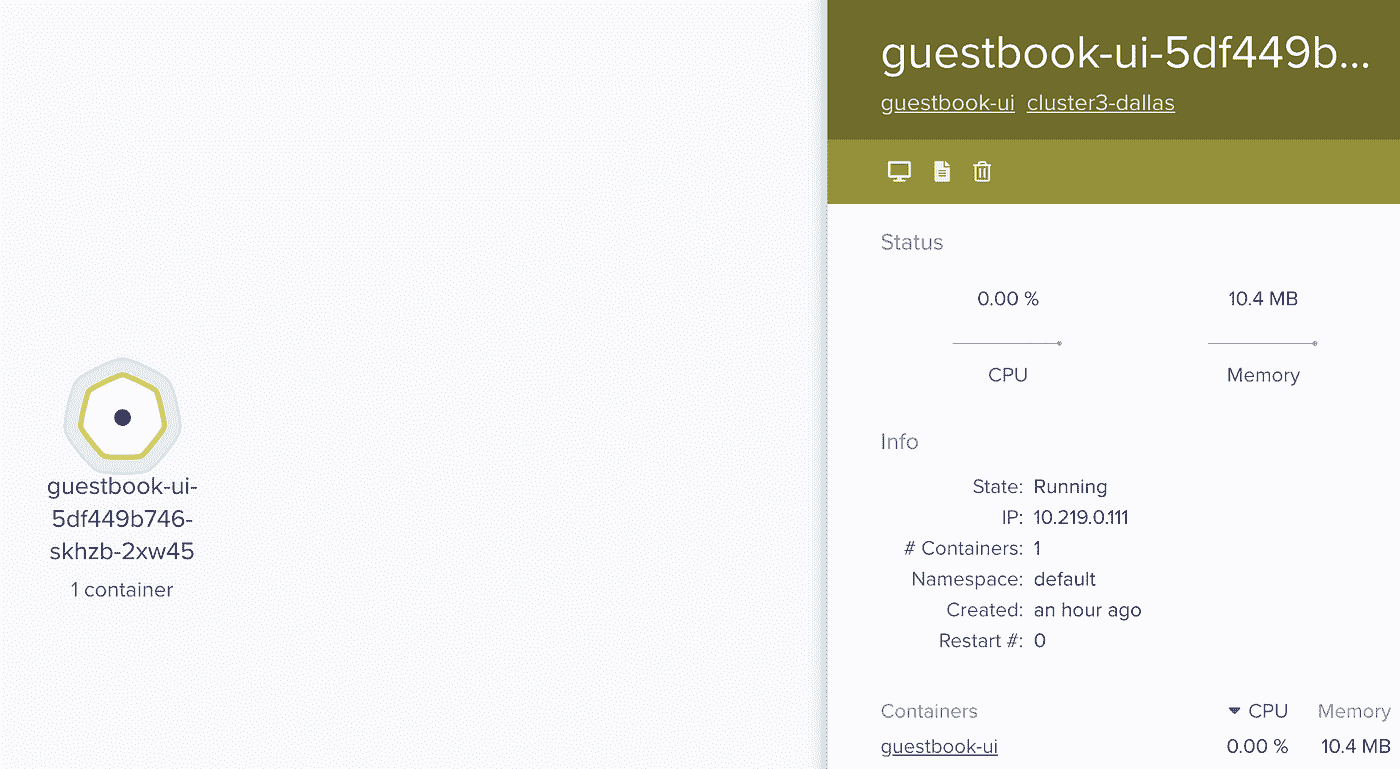 guestbook-ui-
5df449b746-
skhzb-2xw45
1 container
guestbook-ui-5df449b...
guestbook-ui cluster3-dallas
Status
0.00 % 10.4 MB
CPU Memory
Info
State: Running
IP: 10.219.0.111
# Containers: 1
Namespace: default
Created: an hour ago
Restart #: 0
Containers CPU Memory
guestbook-ui 0.00 % 10.4 MB